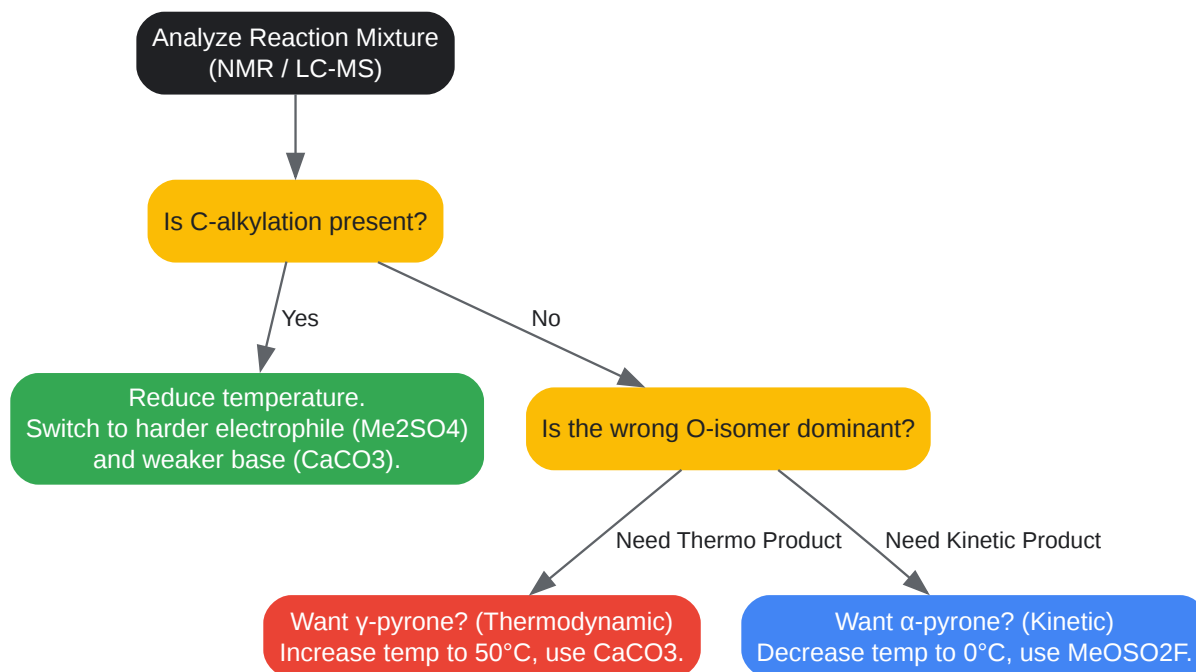 Analyze Reaction Mixture
(NMR / LC-MS)
Is C-alkylation present?
Yes
No
Reduce temperature.
Switch to harder electrophile (Me2SO4)
and weaker base (CaCO3).
Is the wrong O-isomer dominant?
Need Thermo Product
Need Kinetic Product
Want γ-pyrone? (Thermodynamic)
Increase temp to 50°C, use CaCO3.
Want α-pyrone? (Kinetic)
Decrease temp to 0°C, use MeOSO2F.